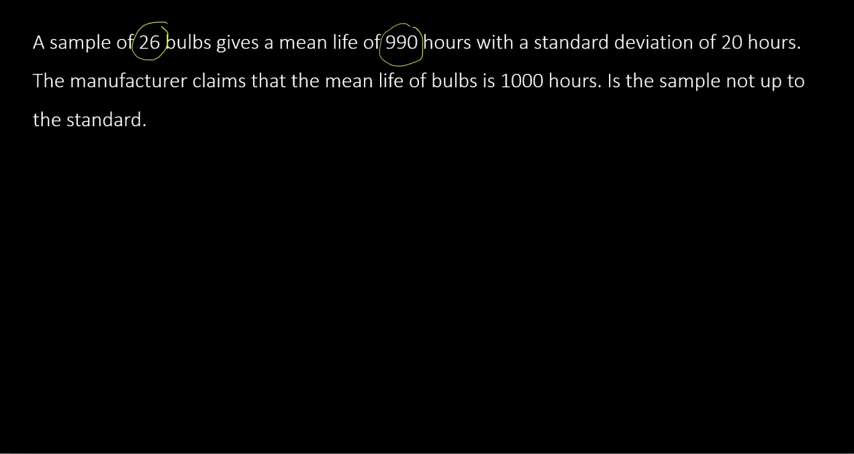 A sample of 26 bulbs gives a mean life of 990 hours with a standard deviation of 20 hours.
The manufacturer claims that the mean life of bulbs is 1000 hours. Is the sample not up to
the standard.